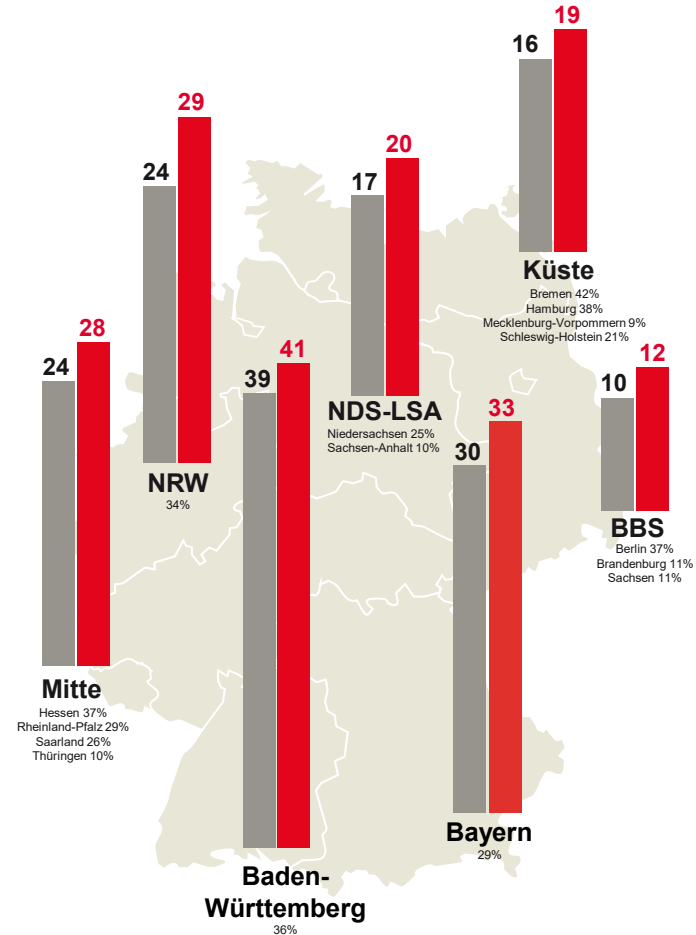 16
19
Küste
Bremen 42%
Hamburg 38%
Mecklenburg-Vorpommern 9%
Schleswig-Holstein 21%
24
29
NRW
34%
17
20
NDS-LSA
Niedersachsen 25%
Sachsen-Anhalt 10%
24
28
Mitte
Hessen 37%
Rheinland-Pfalz 29%
Saarland 26%
Thüringen 10%
39
41
Baden-
Württemberg
36%
30
33
Bayern
29%
10
12
BBS
Berlin 37%
Brandenburg 11%
Sachsen 11%